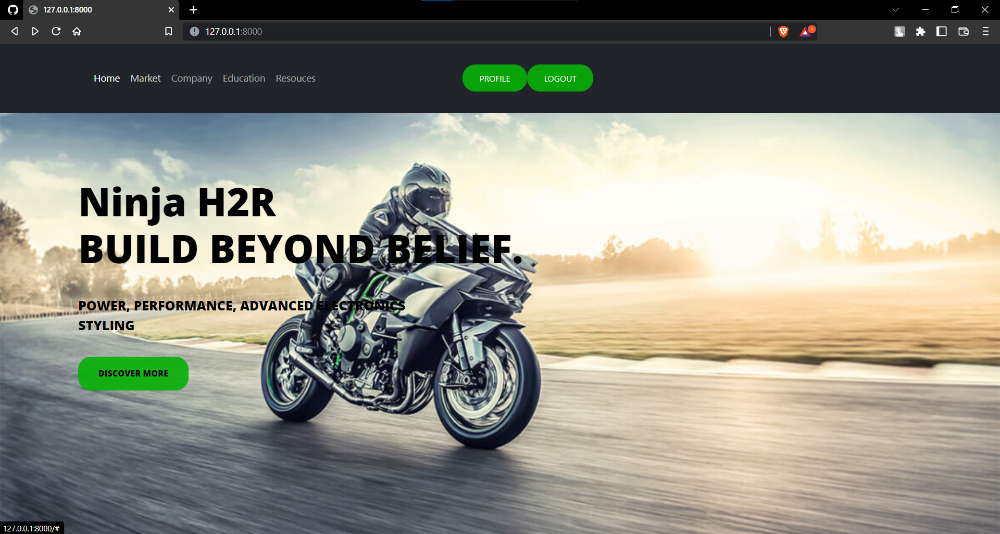 127.0.0.1:8000
127.0.0.1:8000
1
Home Market Company Education Resouces
PROFILE LOGOUT
Ninja H2R
BUILD BEYOND BELIEF.
POWER, PERFORMANCE, ADVANCED ELECTRONICS
STYLING
DISCOVER MORE
127.0.0.1:8000/#